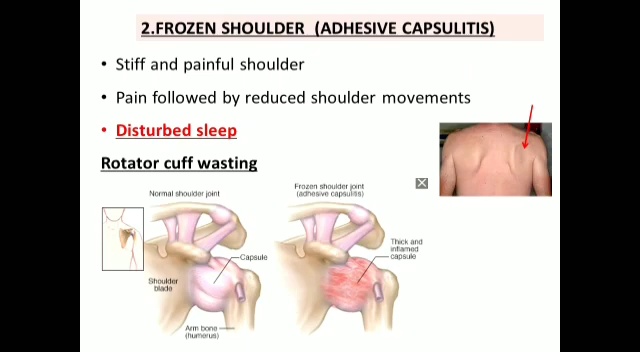 2.FROZEN SHOULDER (ADHESIVE CAPSULITIS)
• Stiff and painful shoulder
• Pain followed by reduced shoulder movements
• Disturbed sleep
Rotator cuff wasting
Normal shoulder joint
Frozen shoulder joint
(adhesive capsulitis)
Capsule
Thick and
inflamed
capsule
Shoulder
blade
Arm bone
(humerus)